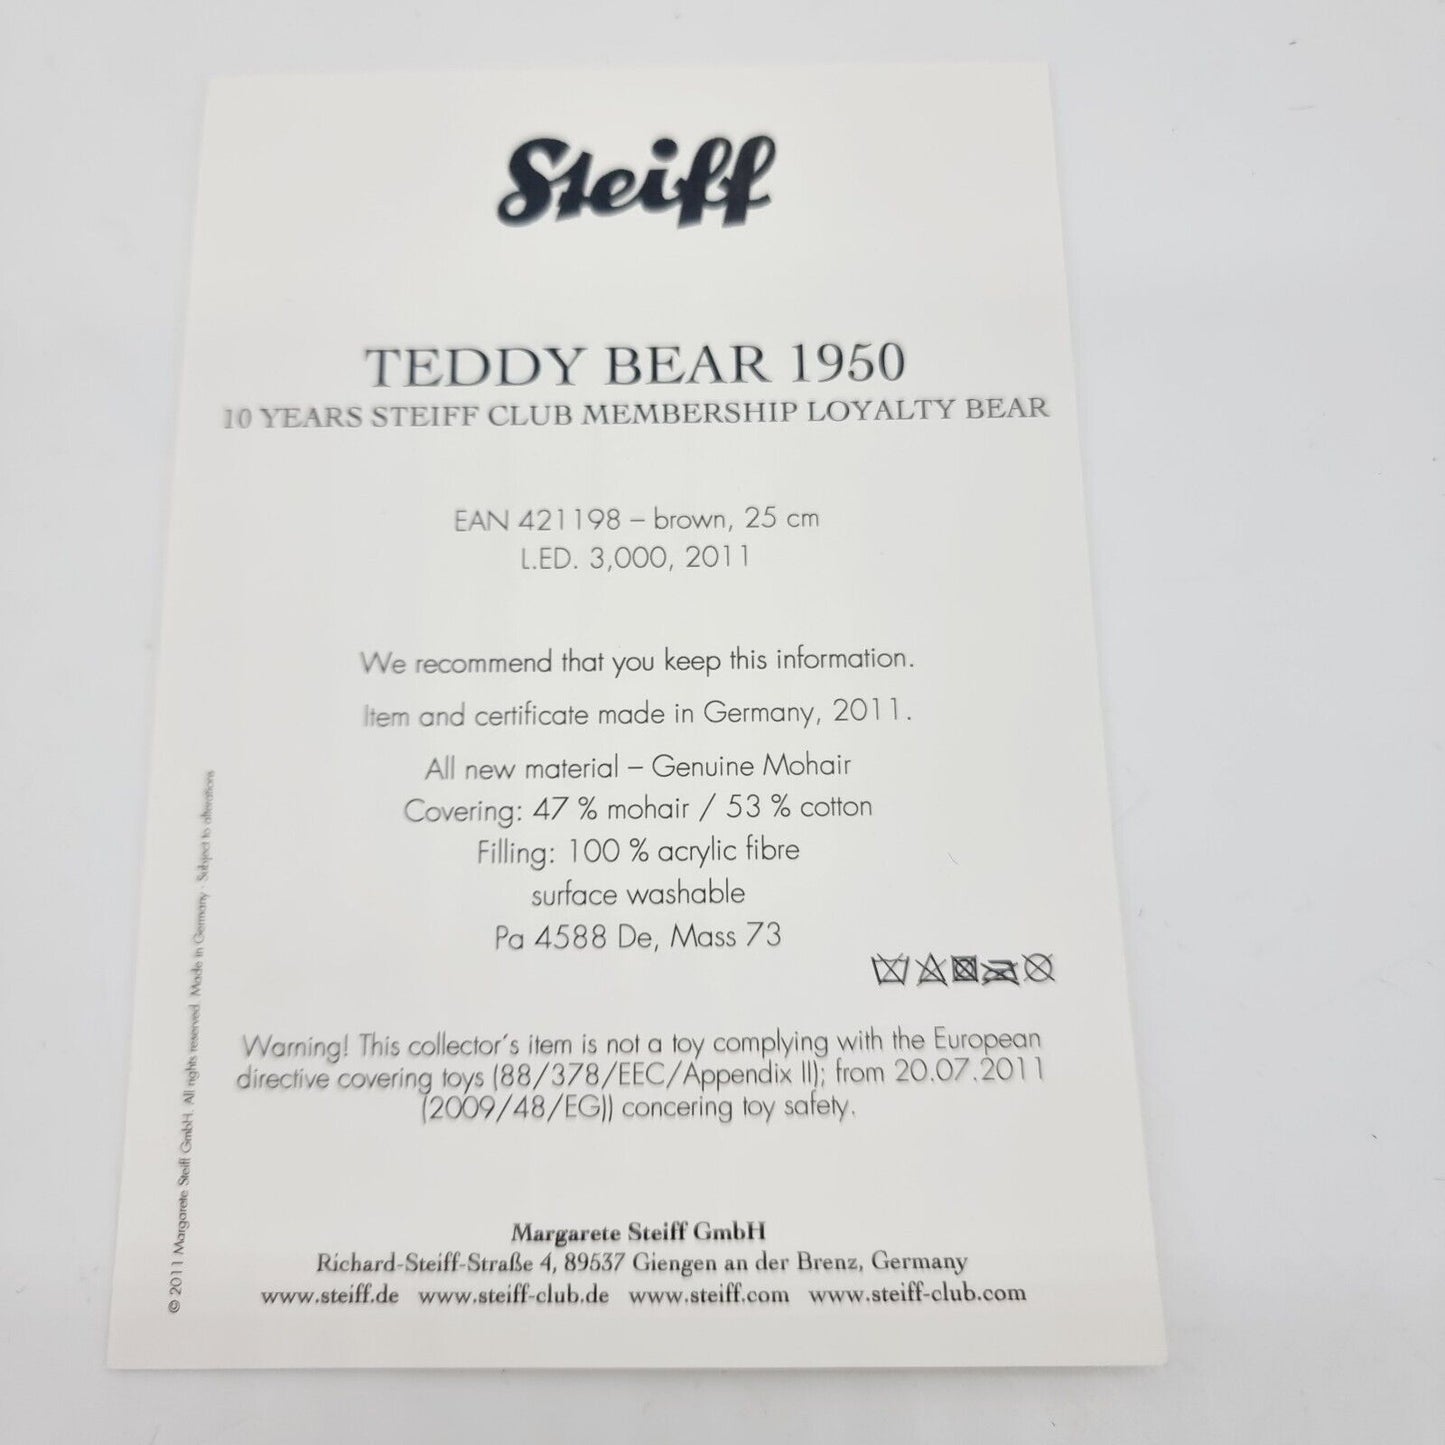 Steiff
TEDDY BEAR 1950
10 YEARS STEIFF CLUB MEMBERSHIP LOYALTY BEAR
EAN 421198 – brown, 25 cm
L.ED. 3,000, 2011
We recommend that you keep this information.
Item and certificate made in Germany, 2011.
All new material – Genuine Mohair
Covering: 47 % mohair / 53 % cotton
Filling: 100 % acrylic fibre
surface washable
Pa 4588 De, Mass 73
Warning! This collector´s item is not a toy complying with the European
directive covering toys (88/378/EEC/Appendix II); from 20.07.2011
(2009/48/EG)) concering toy safety.
Margarete Steiff GmbH
Richard-Steiff-Straße 4, 89537 Giengen an der Brenz, Germany
www.steiff.de www.steiff-club.de www.steiff.com www.steiff-club.com
© 2011 Margarete Steiff GmbH. All rights reserved. Made in Germany · Subject to alterations